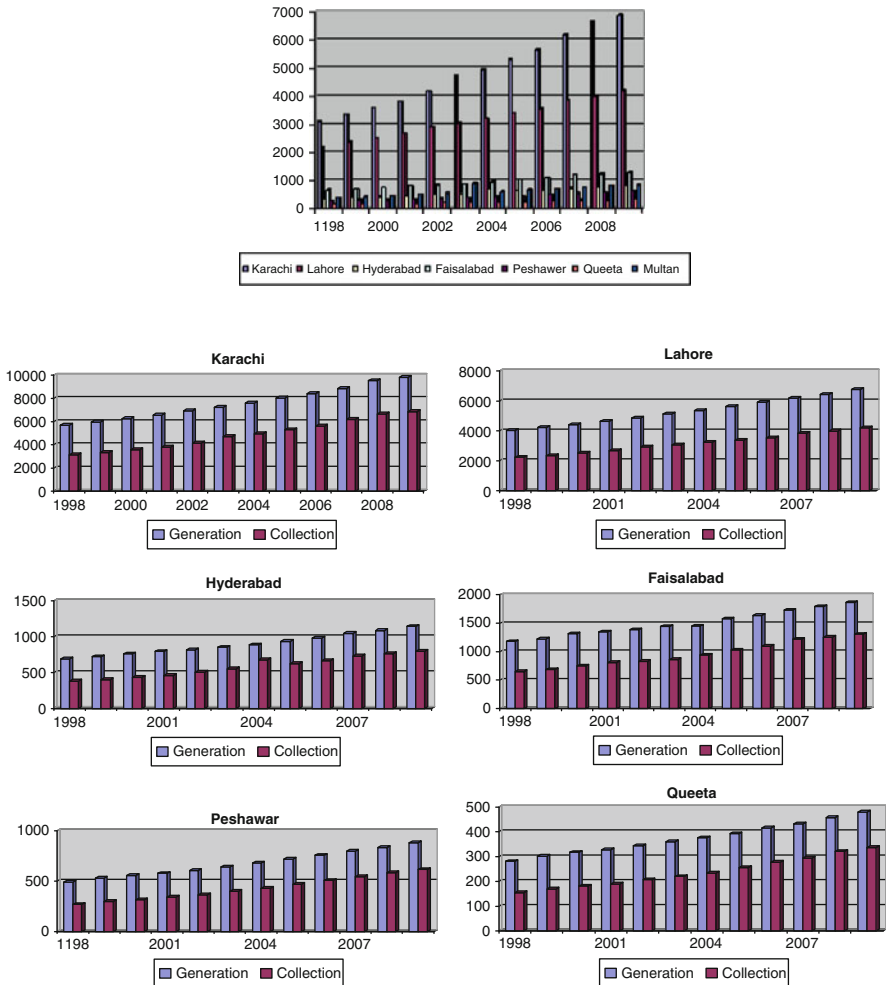 7000
6000
5000
4000
3000
2000
1000
0
1198 2000 2002 2004 2006 2008
Karachi Lahore Hyderabad Faisalabad Peshawer Queeta Multan
Karachi
10000
8000
6000
4000
2000
0
1998 2000 2002 2004 2006 2008
Generation Collection
Lahore
8000
6000
4000
2000
0
1998 2001 2004 2007
Generation Collection
Hyderabad
1500
1000
500
0
1998 2001 2004 2007
Generation Collection
Faisalabad
2000
1500
1000
500
0
1998 2001 2004 2007
Generation Collection
Peshawar
1000
500
0
1198 2001 2004 2007
Generation Collection
Queeta
500
400
300
200
100
0
1998 2001 2004 2007
Generation Collection